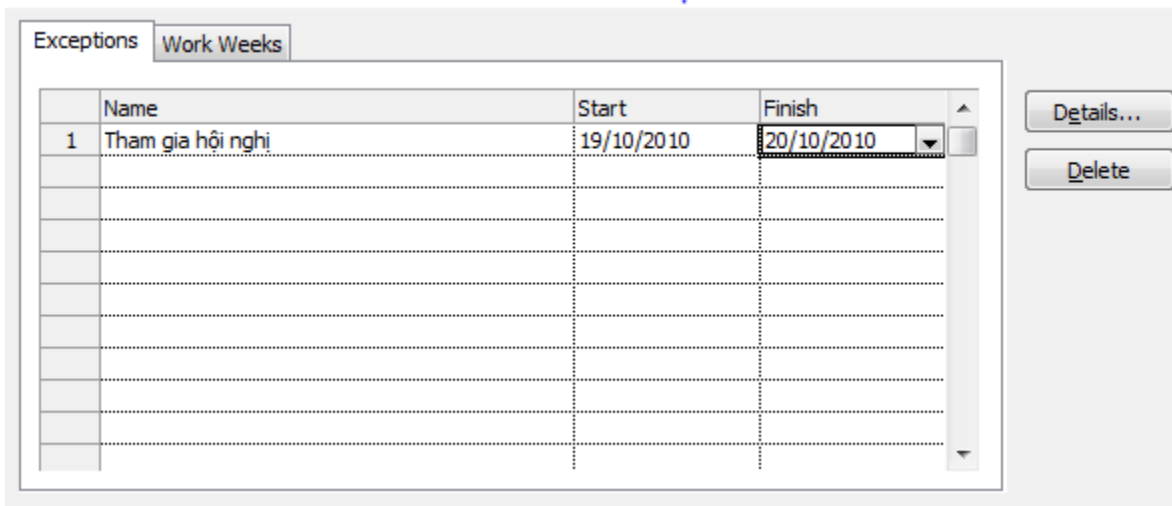 Exceptions Work Weeks
Name Start Finish
1 Tham gia hội nghị 19/10/2010 20/10/2010
Details...
Delete